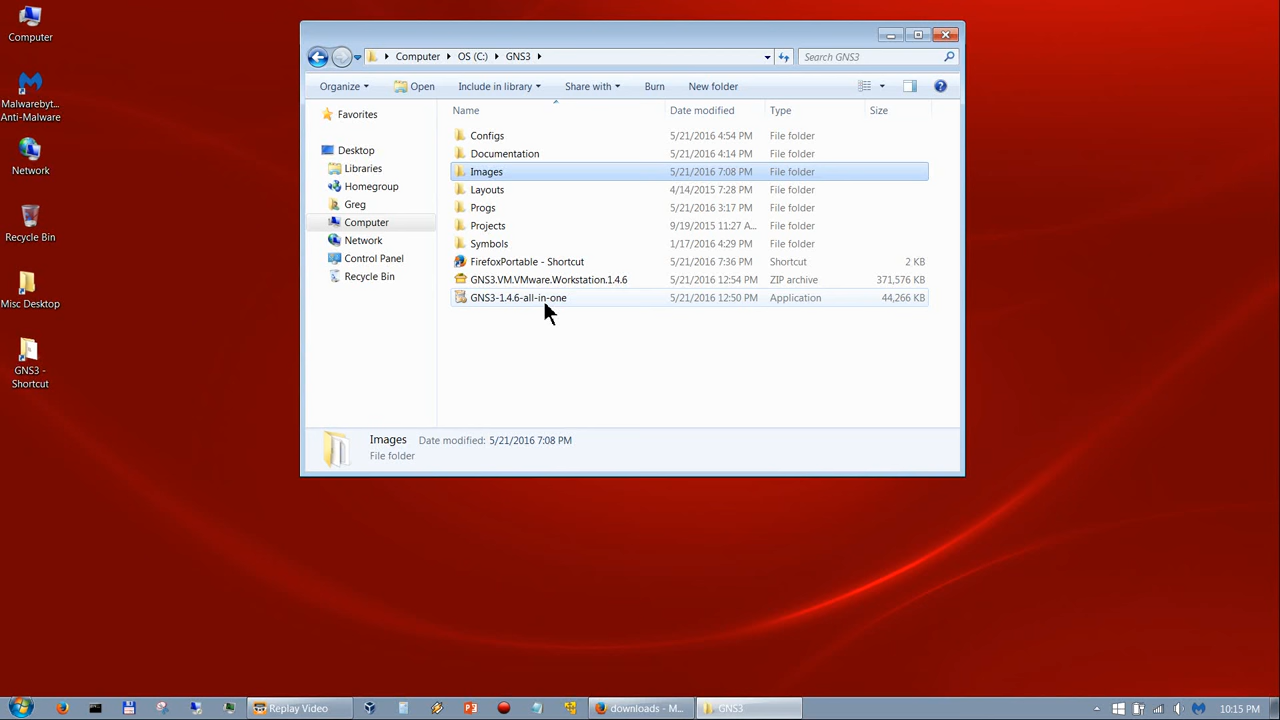 Computer
Malwarebyt...
Anti-Malware
Network
Recycle Bin
Misc Desktop
GNS3 -
Shortcut
Computer OS (C:) GNS3
Search GNS3
Organize Open Include in library Share with Burn New folder
Favorites
Desktop
Libraries
Homegroup
Greg
Computer
Network
Control Panel
Recycle Bin
Name Date modified Type Size
Configs 5/21/2016 4:54 PM File folder
Documentation 5/21/2016 4:14 PM File folder
Images 5/21/2016 7:08 PM File folder
Layouts 4/14/2015 7:28 PM File folder
Progs 5/21/2016 3:17 PM File folder
Projects 9/19/2015 11:27 A... File folder
Symbols 1/17/2016 4:29 PM File folder
FirefoxPortable - Shortcut 5/21/2016 7:36 PM Shortcut 2 KB
GNS3.VM.VMware.Workstation.1.4.6 5/21/2016 12:54 PM ZIP archive 371,576 KB
GNS3-1.4.6-all-in-one 5/21/2016 12:50 PM Application 44,266 KB
Images Date modified: 5/21/2016 7:08 PM
File folder
Replay Video downloads - M... GNS3 10:15 PM